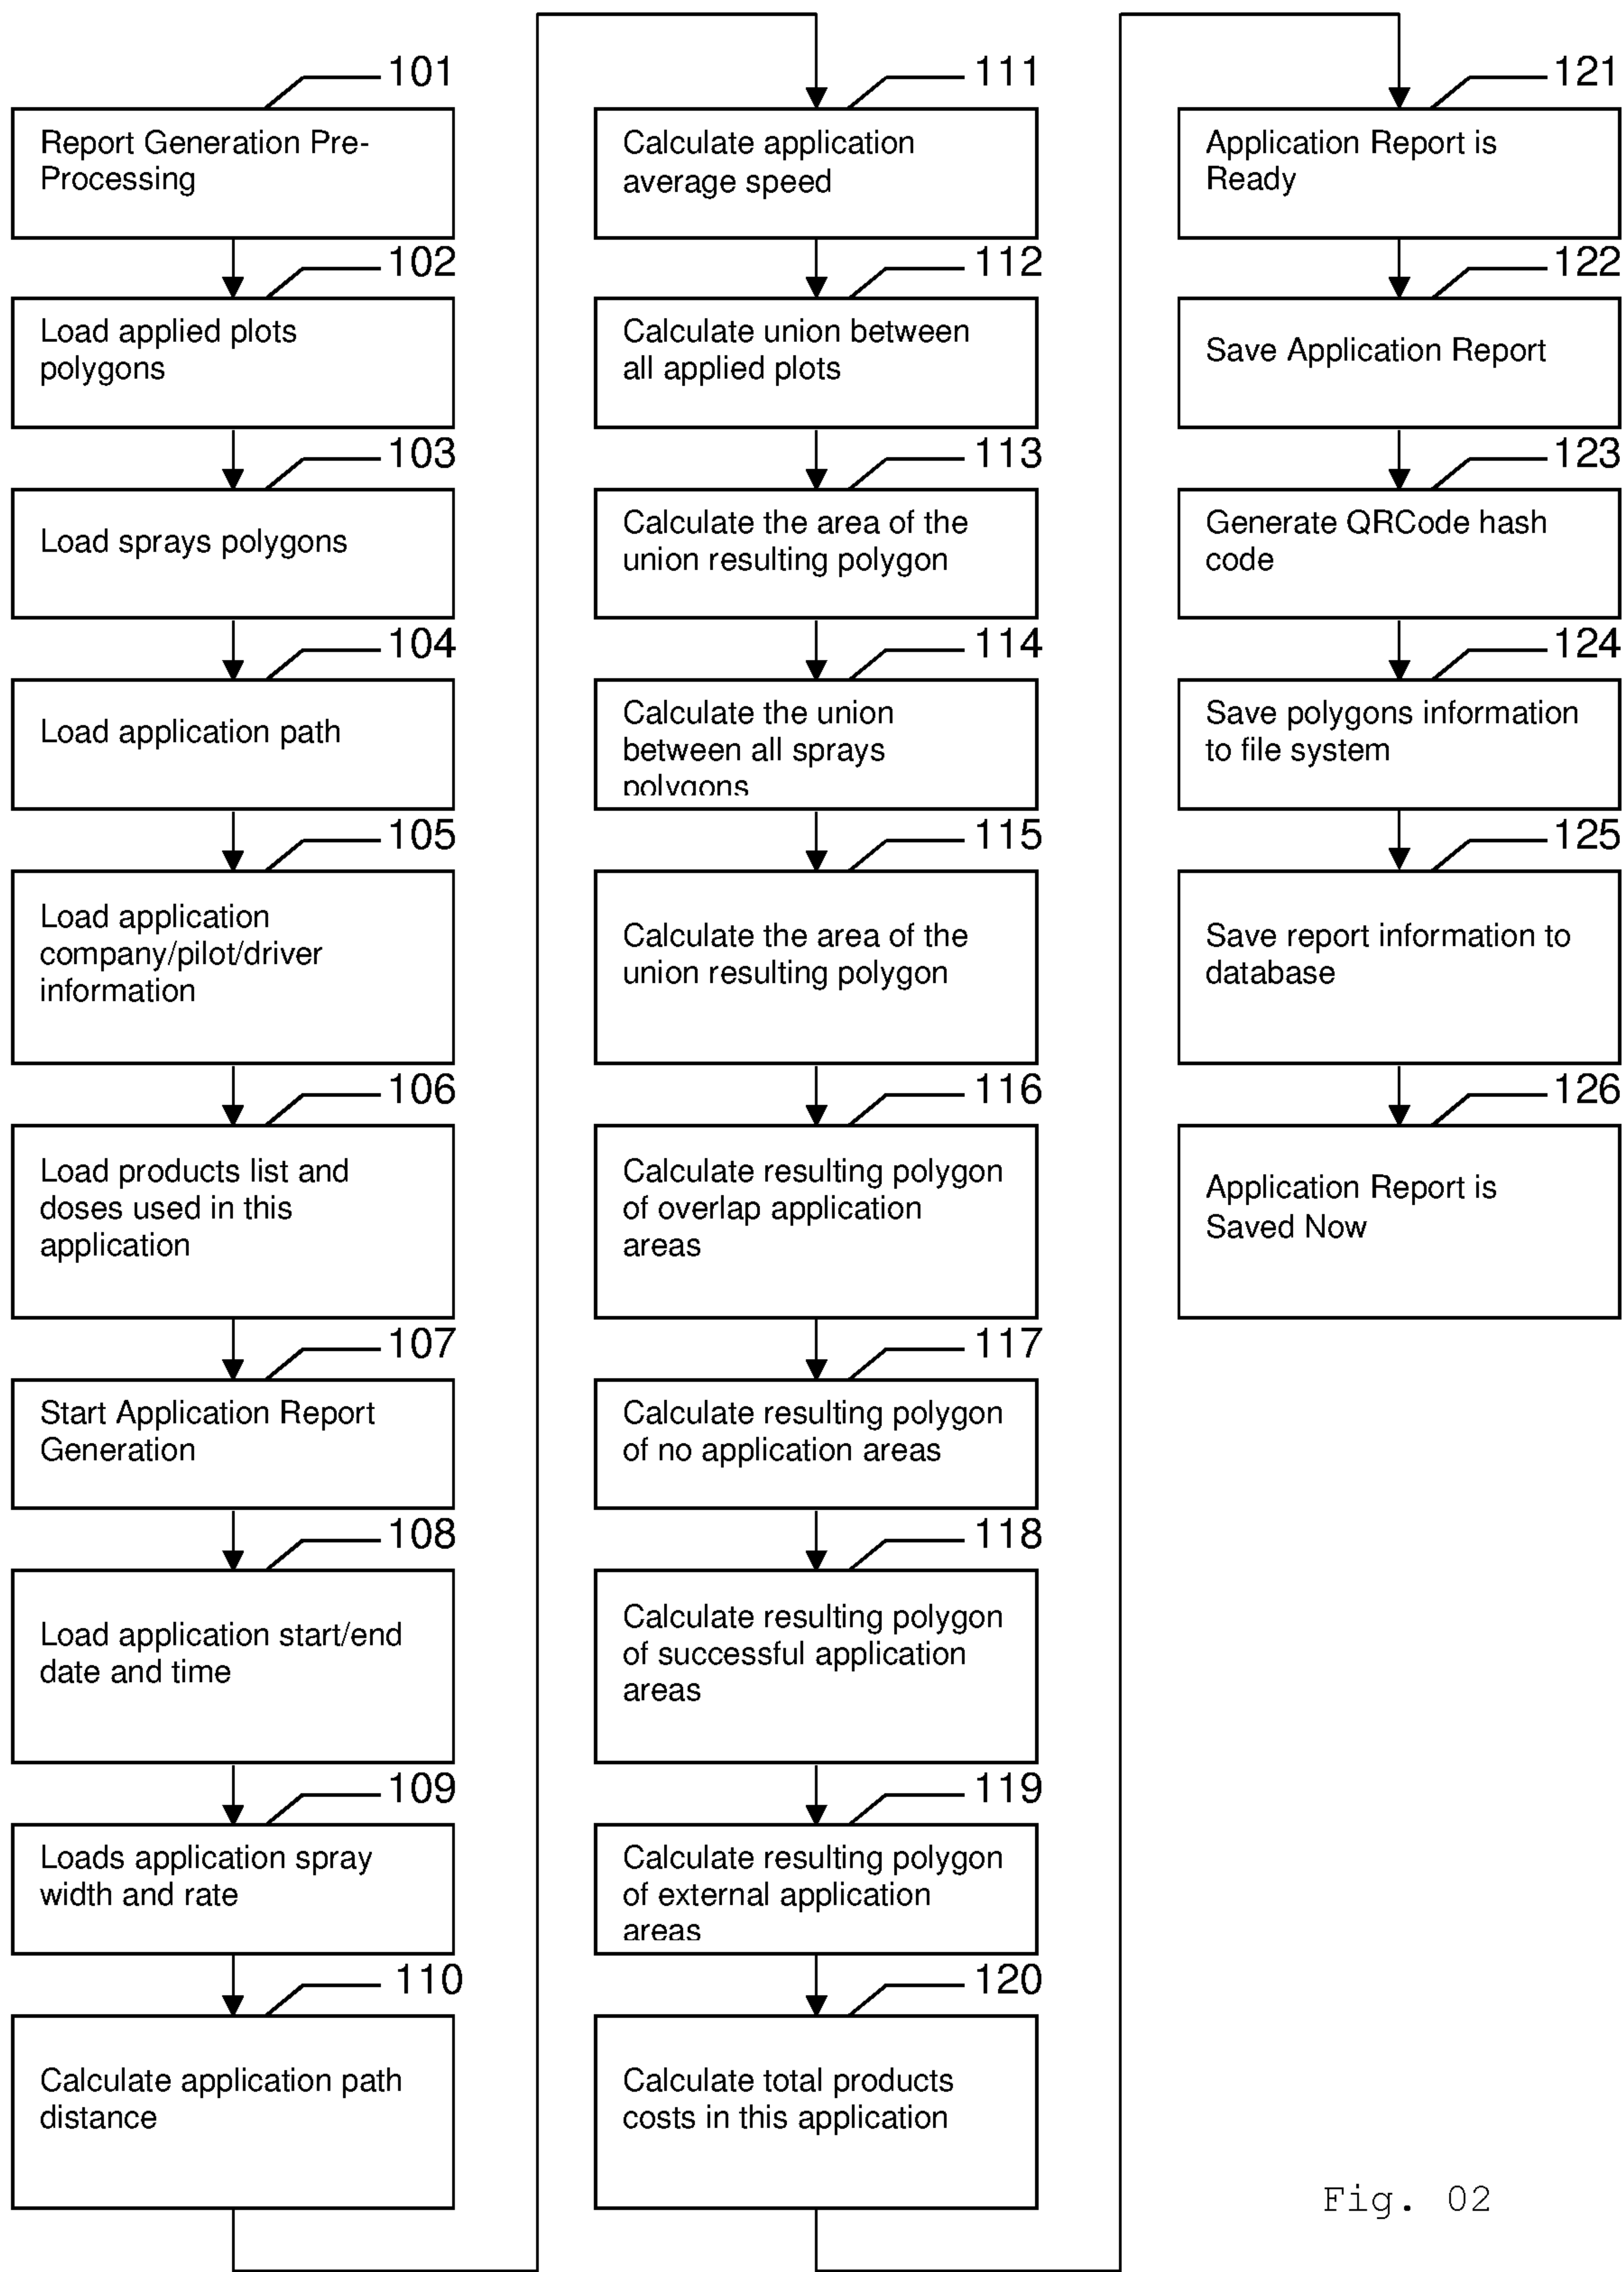 101
Report Generation Pre-
Processing
102
Load applied plots
polygons
103
Load sprays polygons
104
Load application path
105
Load application
company/pilot/driver
information
106
Load products list and
doses used in this
application
107
Start Application Report
Generation
108
Load application start/end
date and time
109
Loads application spray
width and rate
110
Calculate application path
distance
111
Calculate application
average speed
112
Calculate union between
all applied plots
113
Calculate the area of the
union resulting polygon
114
Calculate the union
between all sprays
polygons
115
Calculate the area of the
union resulting polygon
116
Calculate resulting polygon
of overlap application
areas
117
Calculate resulting polygon
of no application areas
118
Calculate resulting polygon
of successful application
areas
119
Calculate resulting polygon
of external application
areas
120
Calculate total products
costs in this application
121
Application Report is
Ready
122
Save Application Report
123
Generate QRCode hash
code
124
Save polygons information
to file system
125
Save report information to
database
126
Application Report is
Saved Now
Fig. 02